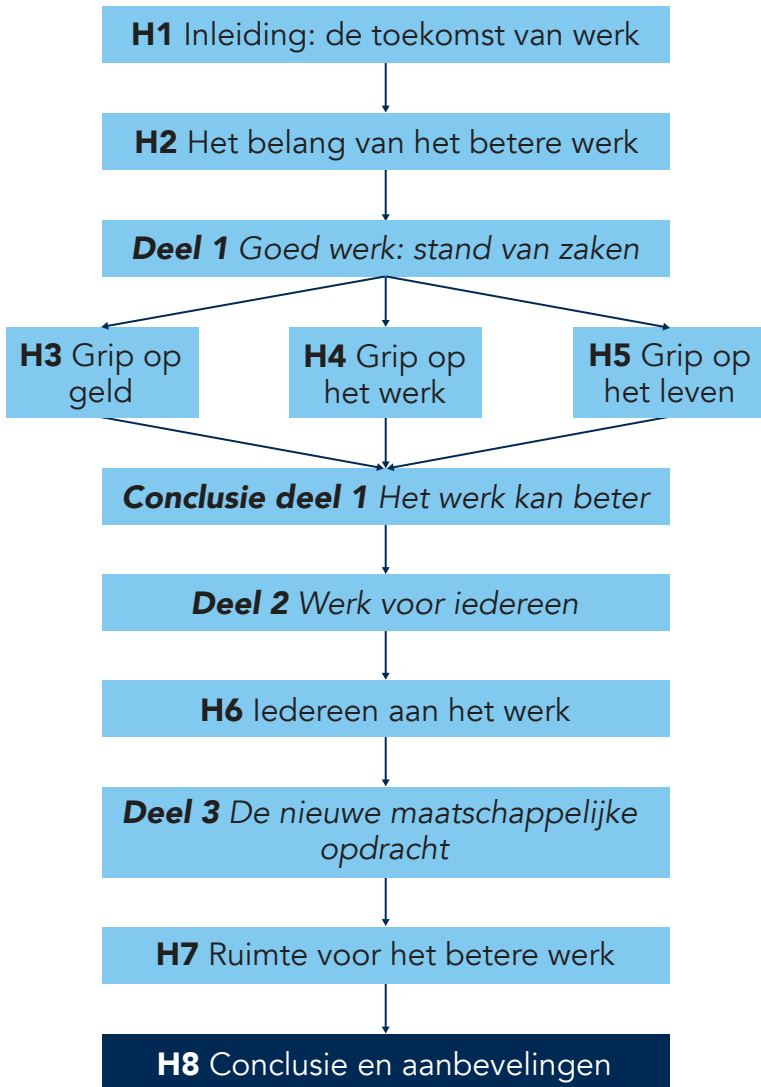 H1 Inleiding: de toekomst van werk
H2 Het belang van het betere werk
Deel 1 Goed werk: stand van zaken
H3 Grip op
geld
H4 Grip op
het werk
H5 Grip op
het leven
Conclusie deel 1 Het werk kan beter
Deel 2 Werk voor iedereen
H6 Iedereen aan het werk
Deel 3 De nieuwe maatschappelijke
opdracht
H7 Ruimte voor het betere werk
H8 Conclusie en aanbevelingen